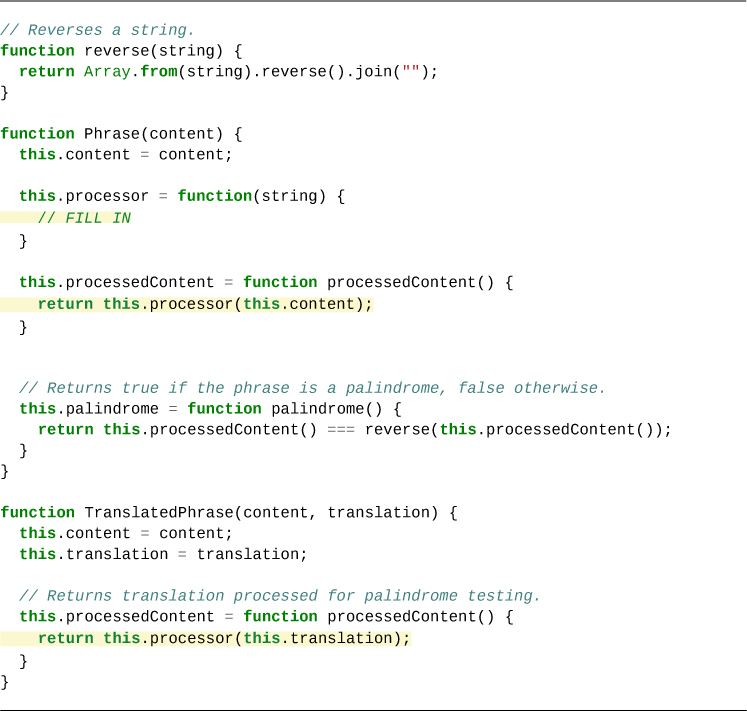 // Reverses a string.
function reverse(string) {
  return Array.from(string).reverse().join("");
}

function Phrase(content) {
  this.content = content;

  this.processor = function(string) {
    // FILL IN
  }

  this.processedContent = function processedContent() {
    return this.processor(this.content);
  }


  // Returns true if the phrase is a palindrome, false otherwise.
  this.palindrome = function palindrome() {
    return this.processedContent() === reverse(this.processedContent());
  }
}

function TranslatedPhrase(content, translation) {
  this.content = content;
  this.translation = translation;

  // Returns translation processed for palindrome testing.
  this.processedContent = function processedContent() {
    return this.processor(this.translation);
  }
}